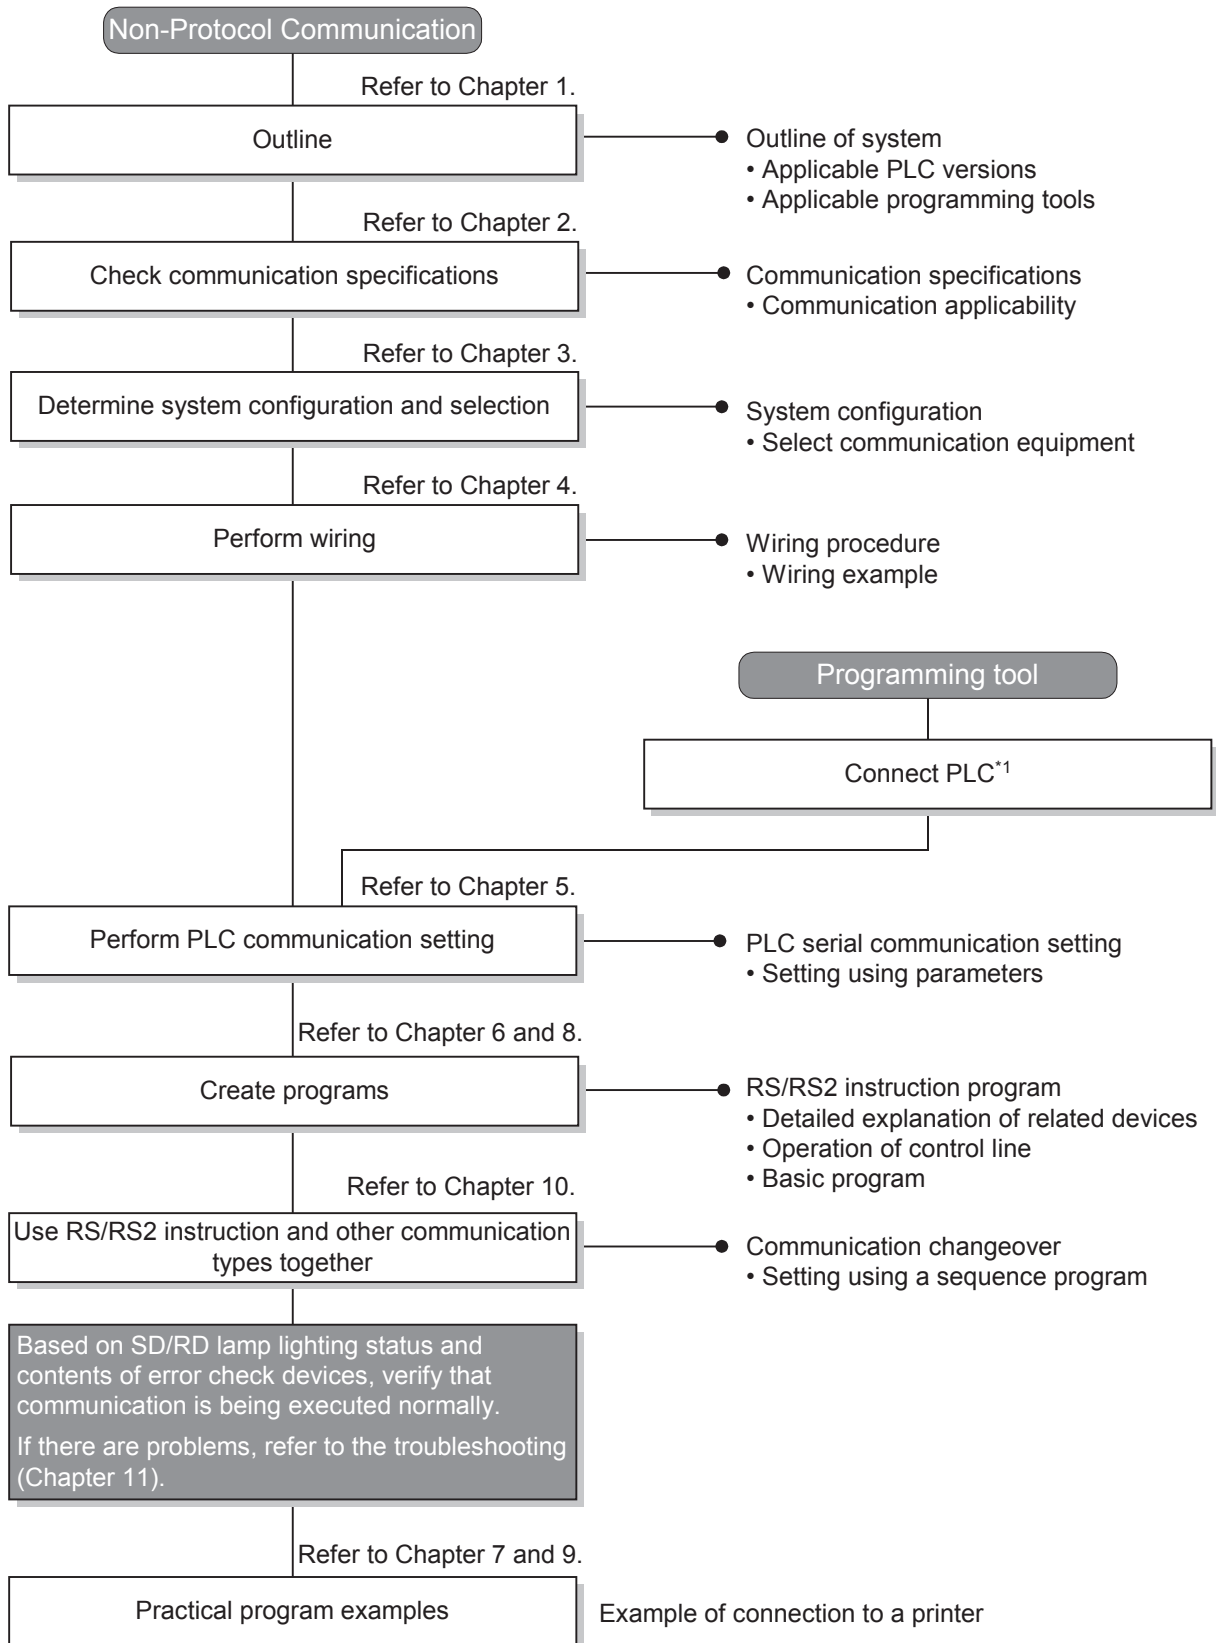 Non-Protocol Communication
Refer to Chapter 1.
Outline
Outline of system
• Applicable PLC versions
• Applicable programming tools
Refer to Chapter 2.
Check communication specifications
Communication specifications
• Communication applicability
Refer to Chapter 3.
Determine system configuration and selection
System configuration
• Select communication equipment
Refer to Chapter 4.
Perform wiring
Wiring procedure
• Wiring example
Programming tool
Connect PLC*1
Refer to Chapter 5.
Perform PLC communication setting
PLC serial communication setting
• Setting using parameters
Refer to Chapter 6 and 8.
Create programs
RS/RS2 instruction program
• Detailed explanation of related devices
• Operation of control line
• Basic program
Refer to Chapter 10.
Use RS/RS2 instruction and other communication
types together
Communication changeover
• Setting using a sequence program
Based on SD/RD lamp lighting status and
contents of error check devices, verify that
communication is being executed normally.
If there are problems, refer to the troubleshooting
(Chapter 11).
Refer to Chapter 7 and 9.
Practical program examples
Example of connection to a printer